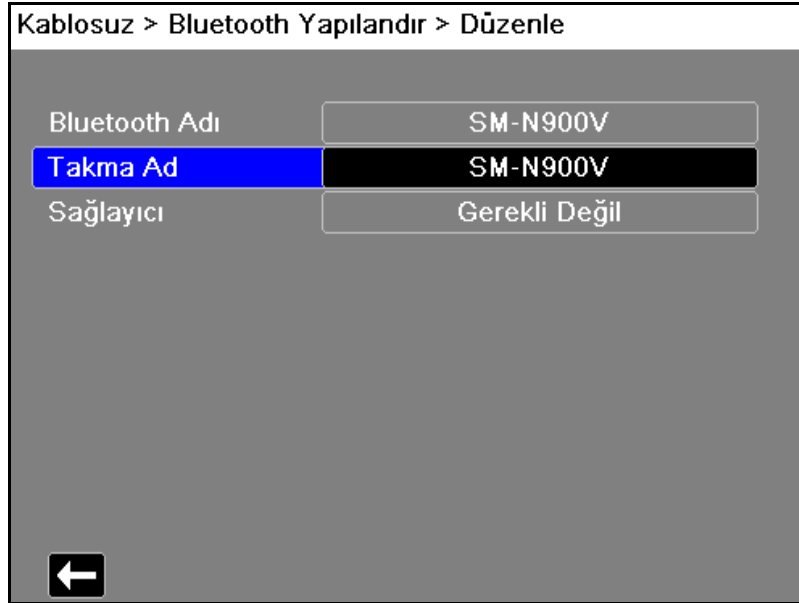 Kablosuz > Bluetooth Yapılandır > Düzenle
Bluetooth Adı SM-N900V
Takma Ad SM-N900V
Sağlayıcı Gerekli Değil